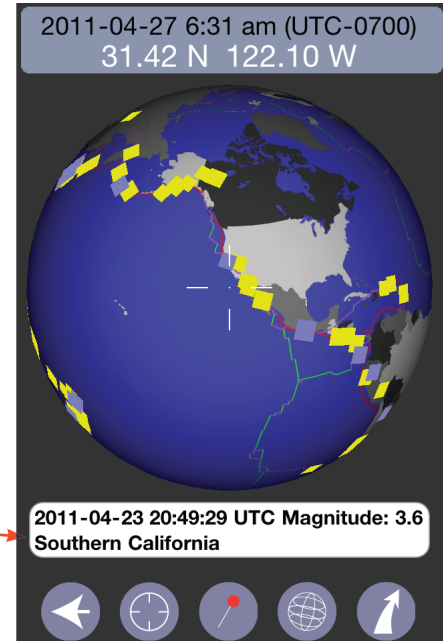 2011-04-27 6:31 am (UTC-0700)
31.42 N 122.10 W
2011-04-23 20:49:29 UTC Magnitude: 3.6
Southern California